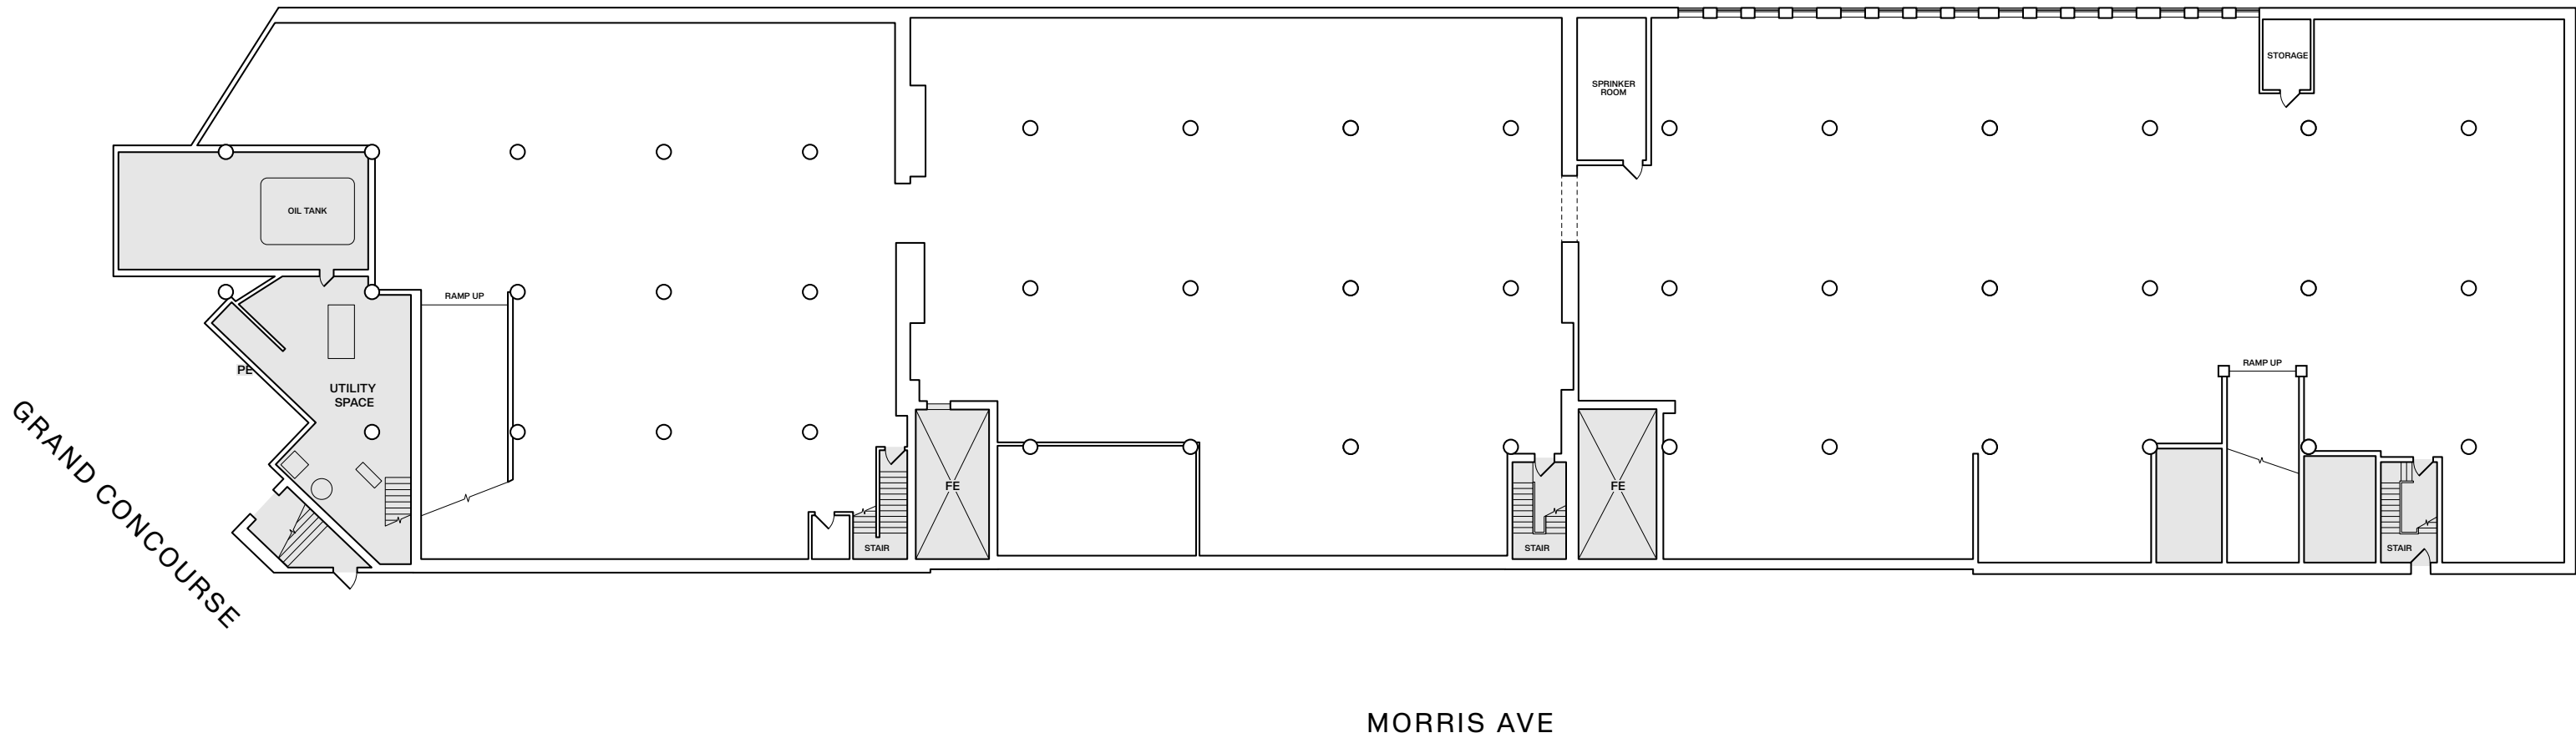 STORAGE
SPRINKER
ROOM
OIL TANK
RAMP UP
PE
UTILITY
SPACE
RAMP UP
GRAND CONCOURSE
FE
FE
STAIR
STAIR
STAIR
MORRIS AVE